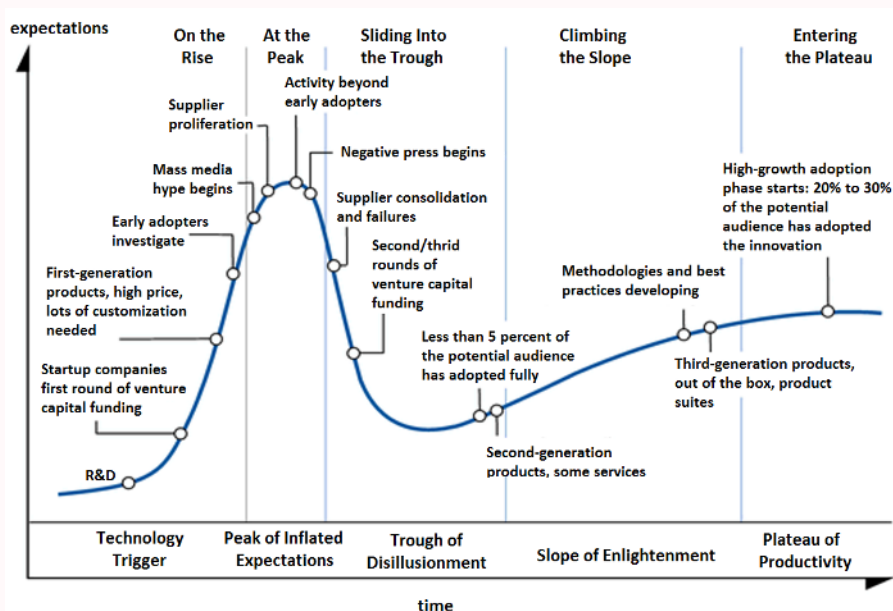 expectations
On the
Rise
At the
Peak
Sliding Into
the Trough
Climbing
the Slope
Entering
the Plateau
Activity beyond
early adopters
Supplier
proliferation
Negative press begins
Mass media
hype begins
Supplier consolidation
and failures
High-growth adoption
phase starts: 20% to 30%
of the potential
audience has adopted
the innovation
Early adopters
investigate
Second/thrid
rounds of
venture capital
funding
Methodologies and best
practices developing
First-generation
products, high price,
lots of customization
needed
Less than 5 percent of
the potential audience
has adopted fully
Third-generation products,
out of the box, product
suites
Startup companies
first round of venture
capital funding
Second-generation
products, some services
R&D
Technology
Trigger
Peak of Inflated
Expectations
Trough of
Disillusionment
Slope of Enlightenment
Plateau of
Productivity
time